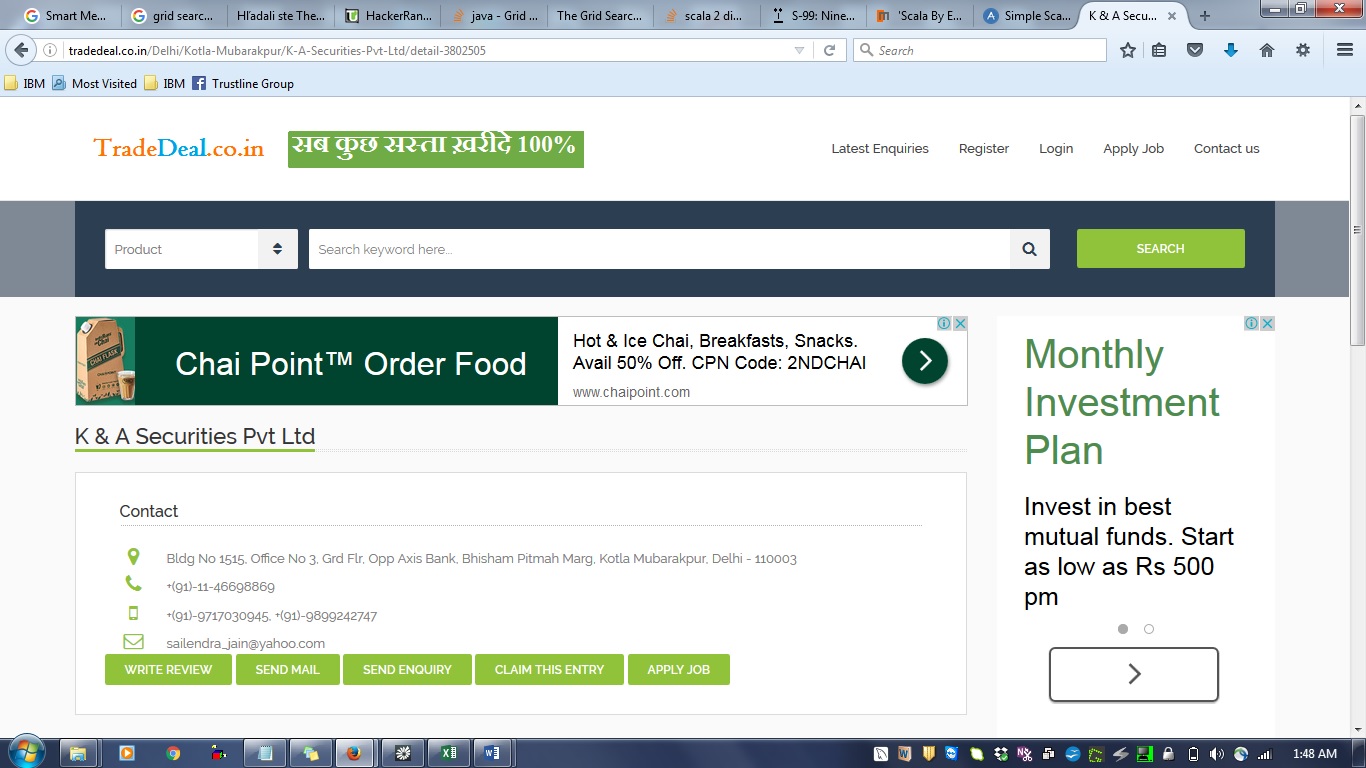 Smart Me...
grid searc...
Hľadali ste The...
HackerRan...
java - Grid ...
The Grid Searc...
scala 2 di...
S-99: Nine...
'Scala By E...
Simple Sca...
K & A Secu...
tradedeal.co.in/Delhi/Kotla-Mubarakpur/K-A-Securities-Pvt-Ltd/detail-3802505
Search
IBM
Most Visited
IBM
Trustline Group
TradeDeal.co.in
सब कुछ सस्ता ख़रीदे 100%
Latest Enquiries
Register
Login
Apply Job
Contact us
Product
Search keyword here...
SEARCH
Chai Point™ Order Food
Hot & Ice Chai, Breakfasts, Snacks.
Avail 50% Off. CPN Code: 2NDCHAI
www.chaipoint.com
Monthly
Investment
Plan
Invest in best
mutual funds. Start
as low as Rs 500
pm
K & A Securities Pvt Ltd
Contact
Bldg No 1515, Office No 3, Grd Flr, Opp Axis Bank, Bhisham Pitmah Marg, Kotla Mubarakpur, Delhi - 110003
+(91)-11-46698869
+(91)-9717030945, +(91)-9899242747
sailendra_jain@yahoo.com
WRITE REVIEW
SEND MAIL
SEND ENQUIRY
CLAIM THIS ENTRY
APPLY JOB
1:48 AM